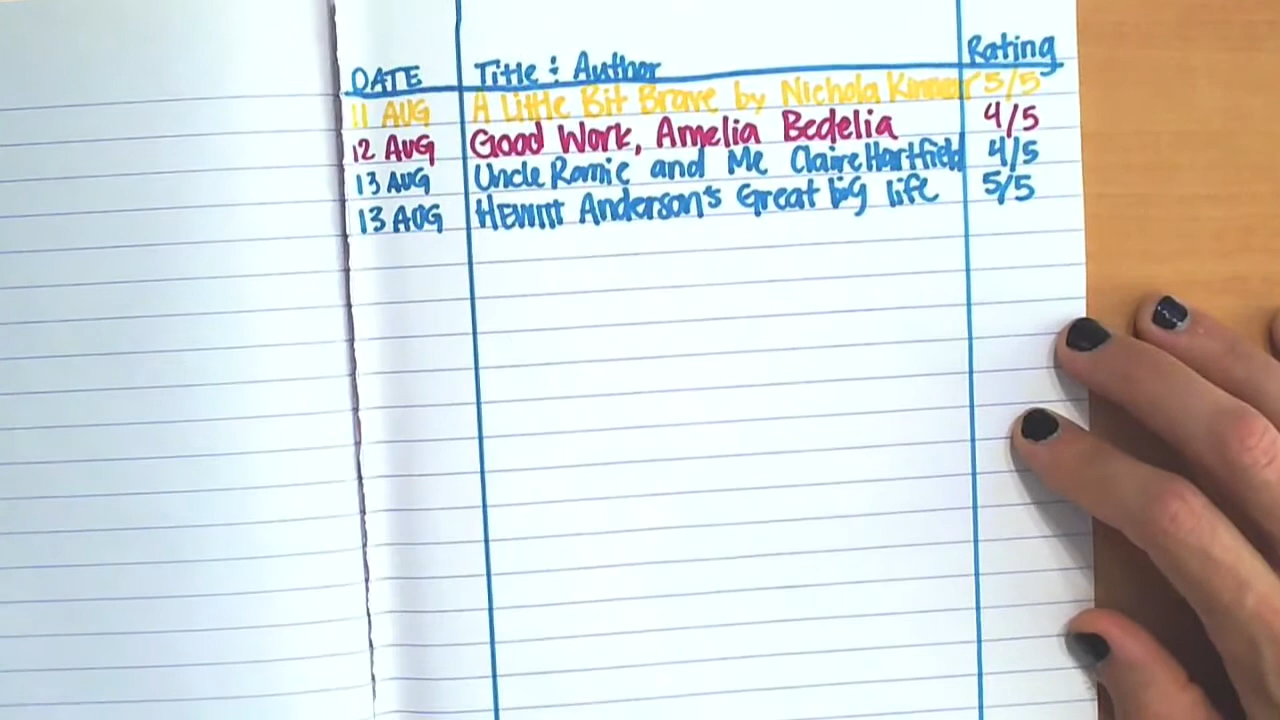 DATE Title : Author Rating
11 AUG A Little Bit Brave by Nichola Kinnear 5/5
12 AUG Good Work, Amelia Bedelia 4/5
13 AUG Uncle Romie and Me Claire Hartfield 4/5
13 AUG HEWITT Anderson's Great big life 5/5